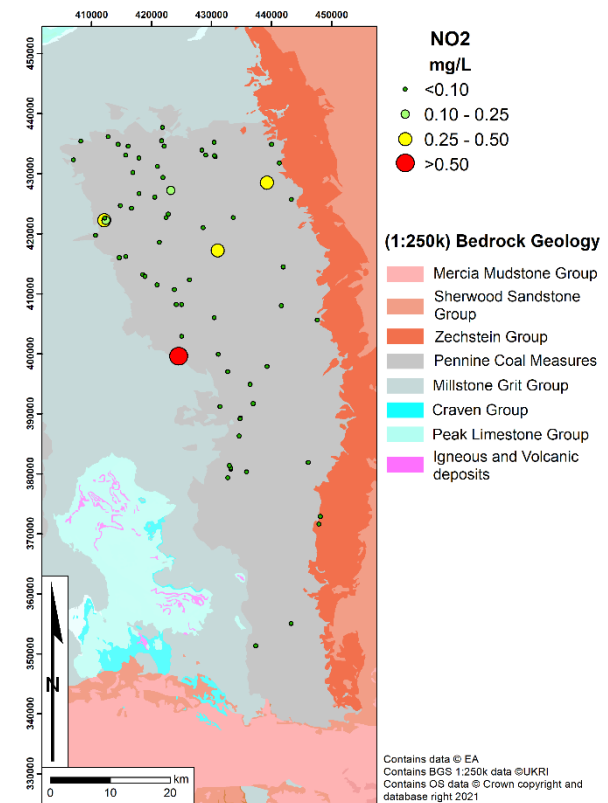 410000 420000 430000 440000 450000
450000
440000
430000
420000
410000
400000
390000
380000
370000
360000
350000
340000
330000
N
0 10 20 km
NO2
mg/L
<0.10
0.10 - 0.25
0.25 - 0.50
>0.50
(1:250k) Bedrock Geology
Mercia Mudstone Group
Sherwood Sandstone
Group
Zechstein Group
Pennine Coal Measures
Millstone Grit Group
Craven Group
Peak Limestone Group
Igneous and Volcanic
deposits
Contains data © EA
Contains BGS 1:250k data ©UKRI
Contains OS data © Crown copyright and
database right 2021